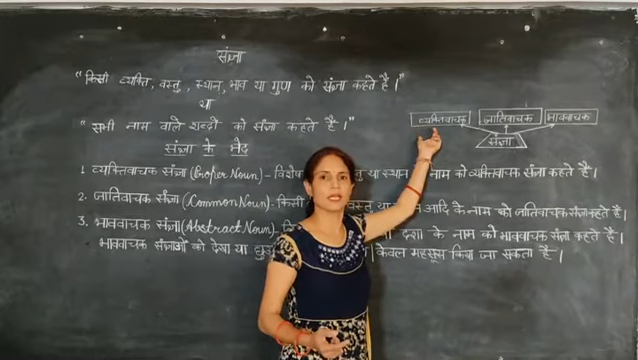 संज्ञा
"किसी व्यक्ति, वस्तु, स्थान, भाव या गुण को संज्ञा कहते हैं।"
या
"सभी नाम वाले शब्दों को संज्ञा कहते हैं।"
व्यक्तिवाचक जातिवाचक भाववाचक
संज्ञा
संज्ञा के भेद
1. व्यक्तिवाचक संज्ञा (Proper Noun) - विशेष या स्थान नाम को व्यक्तिवाचक संज्ञा कहते हैं।
2. जातिवाचक संज्ञा (Common Noun) - किसी वस्तु आदि के नाम को जातिवाचक संज्ञा कहते हैं।
3. भाववाचक संज्ञा (Abstract Noun) - दशा के नाम को भाववाचक संज्ञा कहते हैं।
भाववाचक संज्ञाओं को देखा या । केवल महसूस किया जा सकता है।